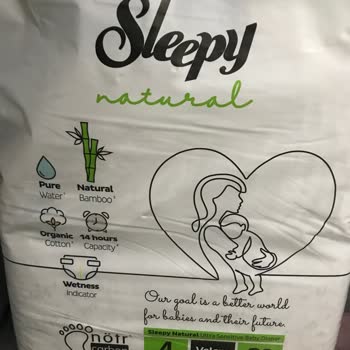 Sleepy
natural
Pure Natural
Water* Bamboo*
Organic 14 hours
Cotton* Capacity*
Wetness
Indicator
Our goal is a better world
for babies and their future.
nötr
Sleepy Natural Ultra Sensitive Baby Diaper
4